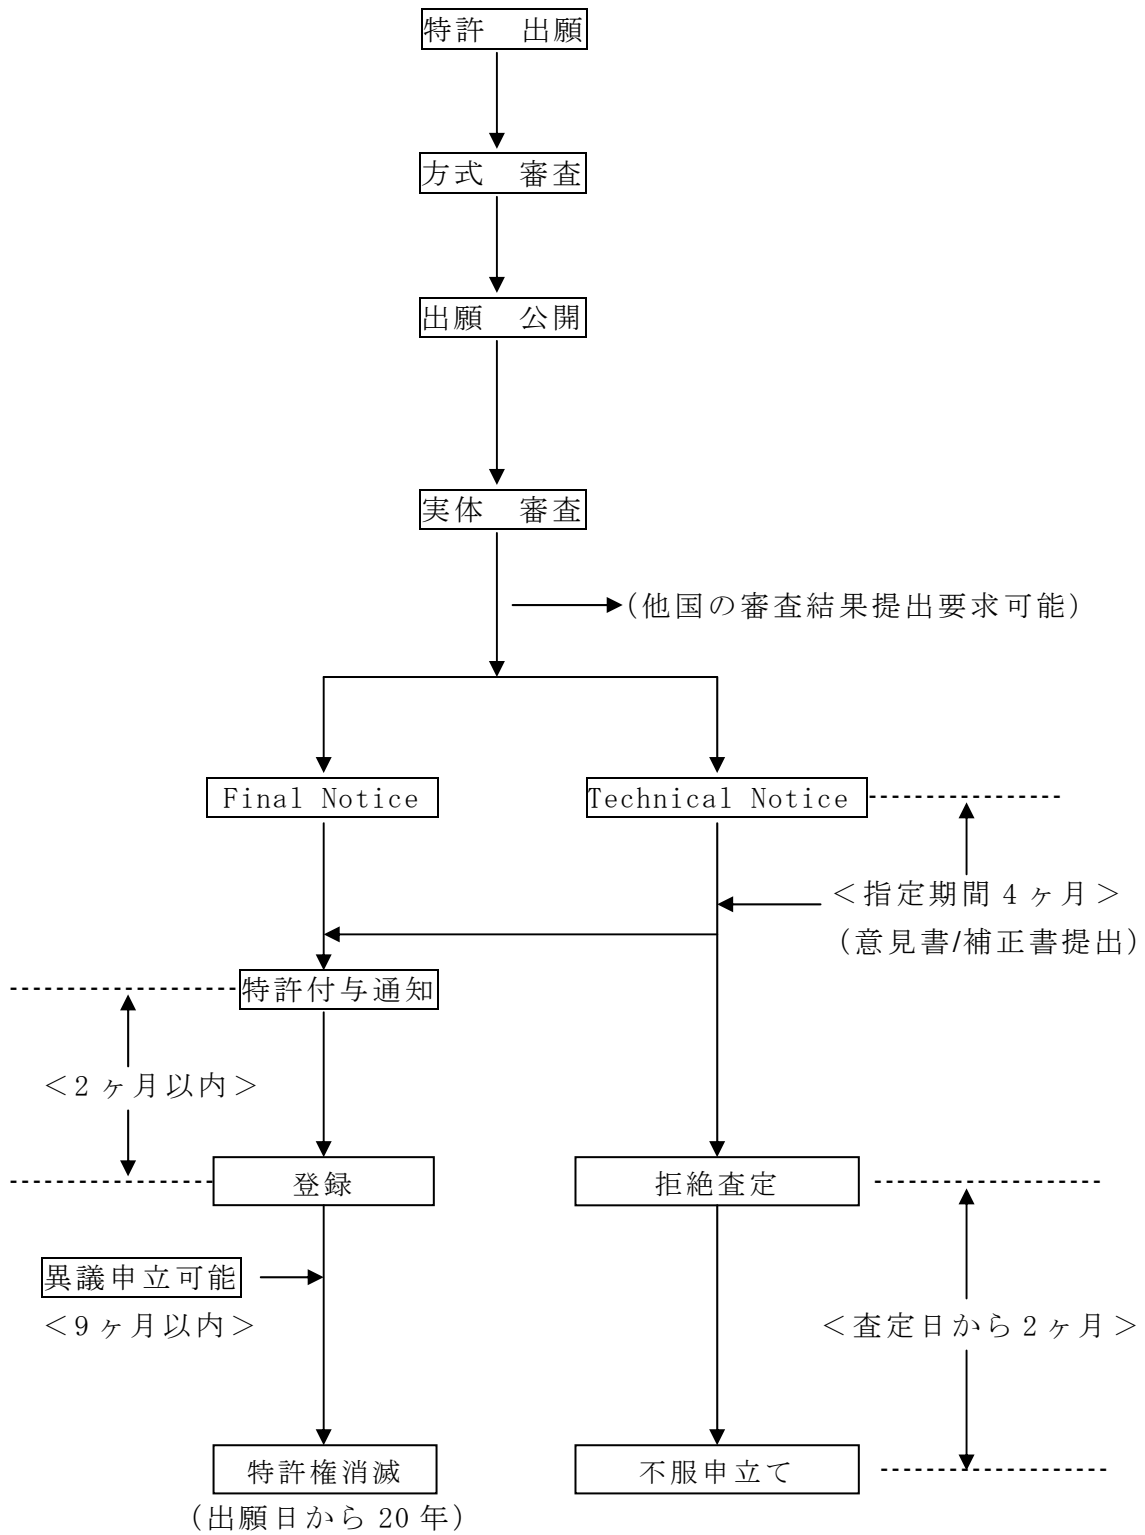 特許　出願
方式　審査
出願　公開
実体　審査
(他国の審査結果提出要求可能)
Final Notice
Technical Notice
＜指定期間 4 ヶ月＞
(意見書/補正書提出)
特許付与通知
＜2 ヶ月以内＞
登録
拒絶査定
異議申立可能
＜9 ヶ月以内＞
＜査定日から 2 ヶ月＞
特許権消滅
不服申立て
(出願日から 20 年)